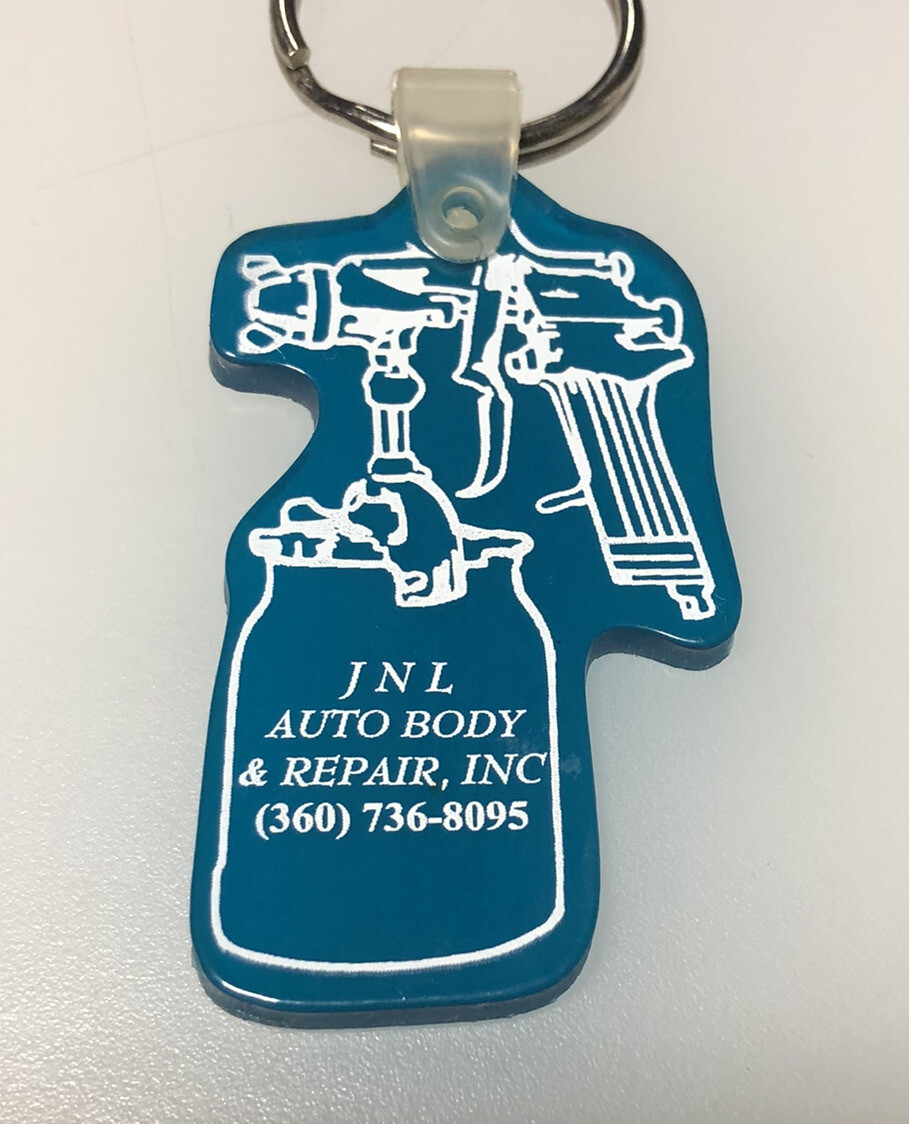 J N L
AUTO BODY
& REPAIR, INC
(360) 736-8095